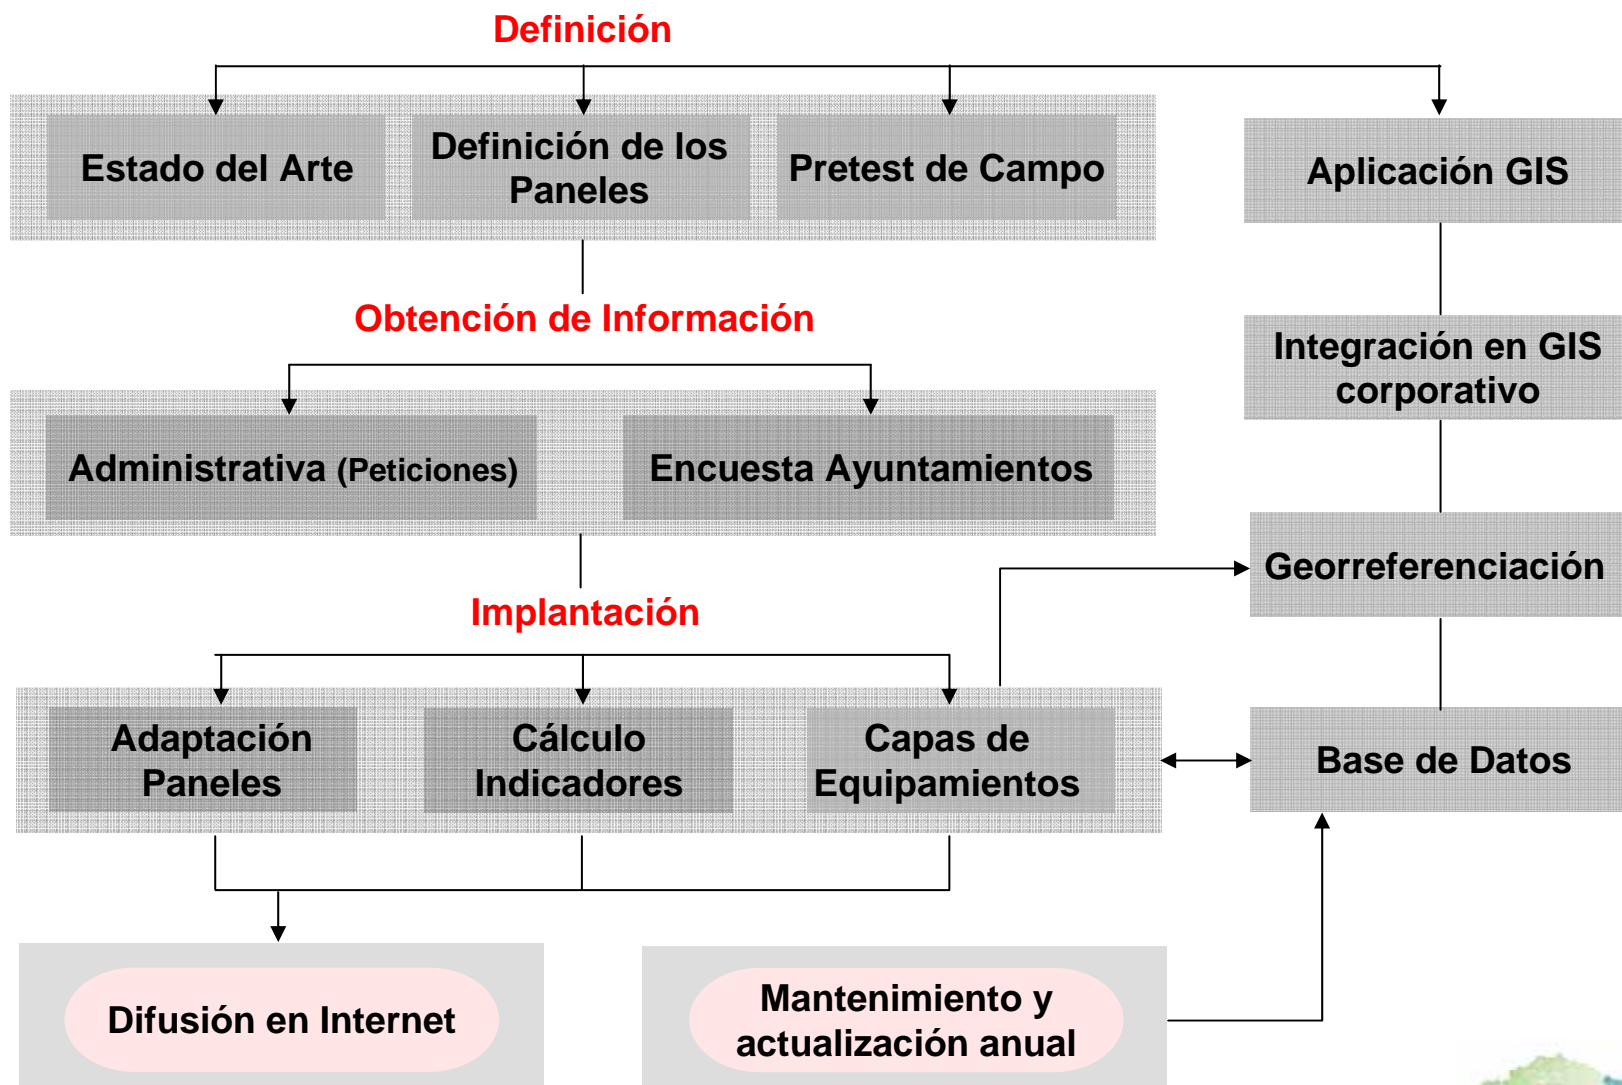 Definición
Estado del Arte
Definición de los
Paneles
Pretest de Campo
Aplicación GIS
Obtención de Información
Integración en GIS
corporativo
Administrativa (Peticiones)
Encuesta Ayuntamientos
Georreferenciación
Implantación
Adaptación
Paneles
Cálculo
Indicadores
Capas de
Equipamientos
Base de Datos
Difusión en Internet
Mantenimiento y
actualización anual